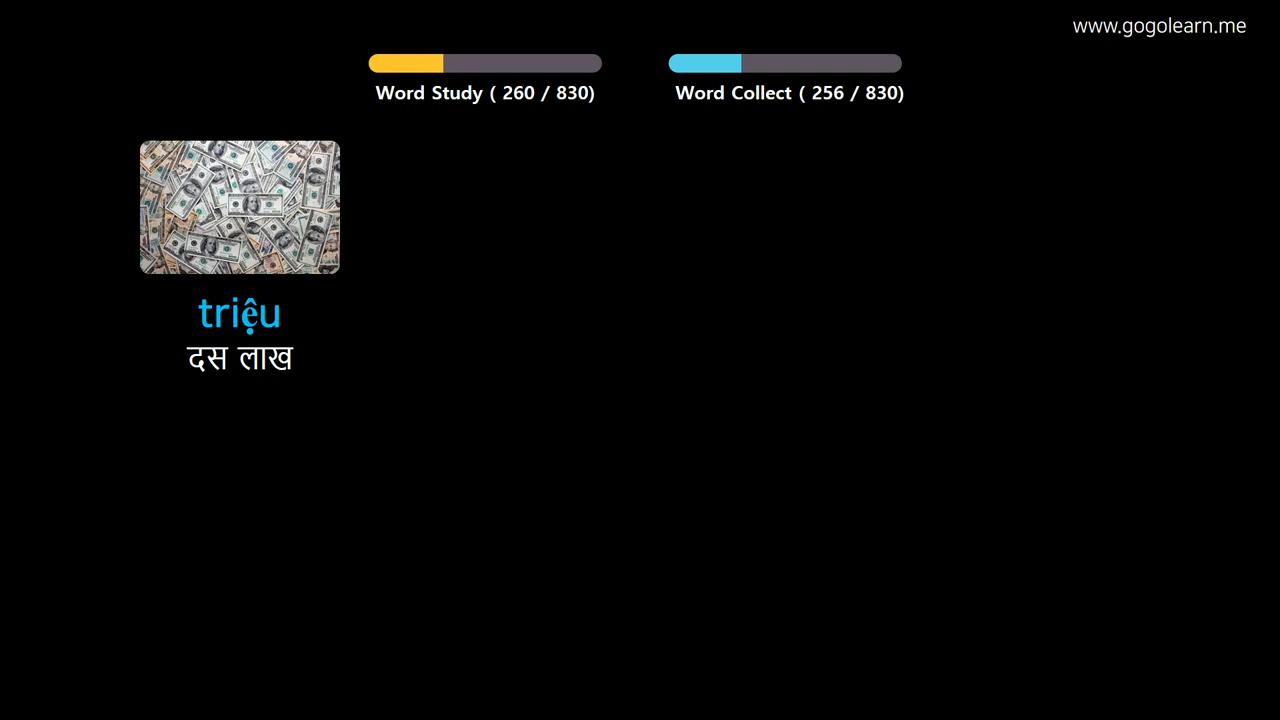 www.gogolearn.me
Word Study ( 260 / 830)
Word Collect ( 256 / 830)
triệu
दस लाख